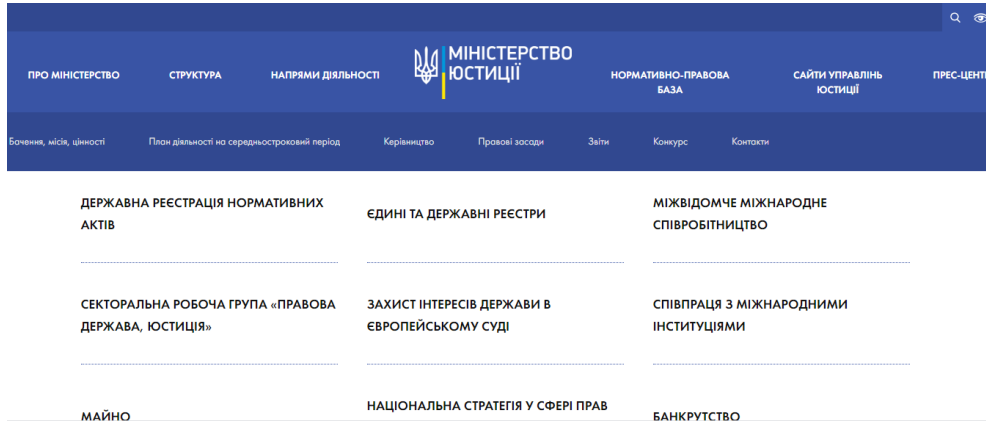 ПРО МІНІСТЕРСТВО
СТРУКТУРА
НАПРЯМИ ДІЯЛЬНОСТІ
МІНІСТЕРСТВО
ЮСТИЦІЇ
НОРМАТИВНО-ПРАВОВА
БАЗА
САЙТИ УПРАВЛІНЬ
ЮСТИЦІЇ
ПРЕС-ЦЕНТ
Бачення, місія, цінності
План діяльності на середньостроковий період
Керівництво
Правові засади
Звіти
Конкурс
Контакти
ДЕРЖАВНА РЕЄСТРАЦІЯ НОРМАТИВНИХ
АКТІВ
ЄДИНІ ТА ДЕРЖАВНІ РЕЄСТРИ
МІЖВІДОМЧЕ МІЖНАРОДНЕ
СПІВРОБІТНИЦТВО
СЕКТОРАЛЬНА РОБОЧА ГРУПА «ПРАВОВА
ДЕРЖАВА, ЮСТИЦІЯ»
ЗАХИСТ ІНТЕРЕСІВ ДЕРЖАВИ В
ЄВРОПЕЙСЬКОМУ СУДІ
СПІВПРАЦЯ З МІЖНАРОДНИМИ
ІНСТИТУЦІЯМИ
МАЙНО
НАЦІОНАЛЬНА СТРАТЕГІЯ У СФЕРІ ПРАВ
БАНКРУТСТВО